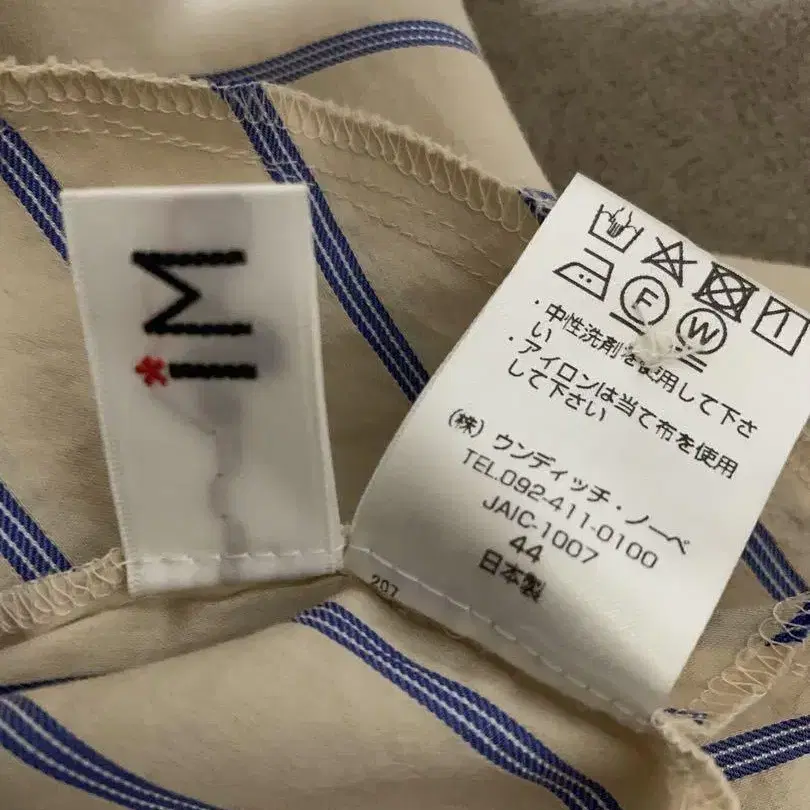 iM
F W
・中性洗剤を使用して下さ
い
・アイロンは当て布を使用
して下さい
(株) ウンディッチ・ノーベ
TEL.092-411-0100
JAIC-1007
44
日本製
207